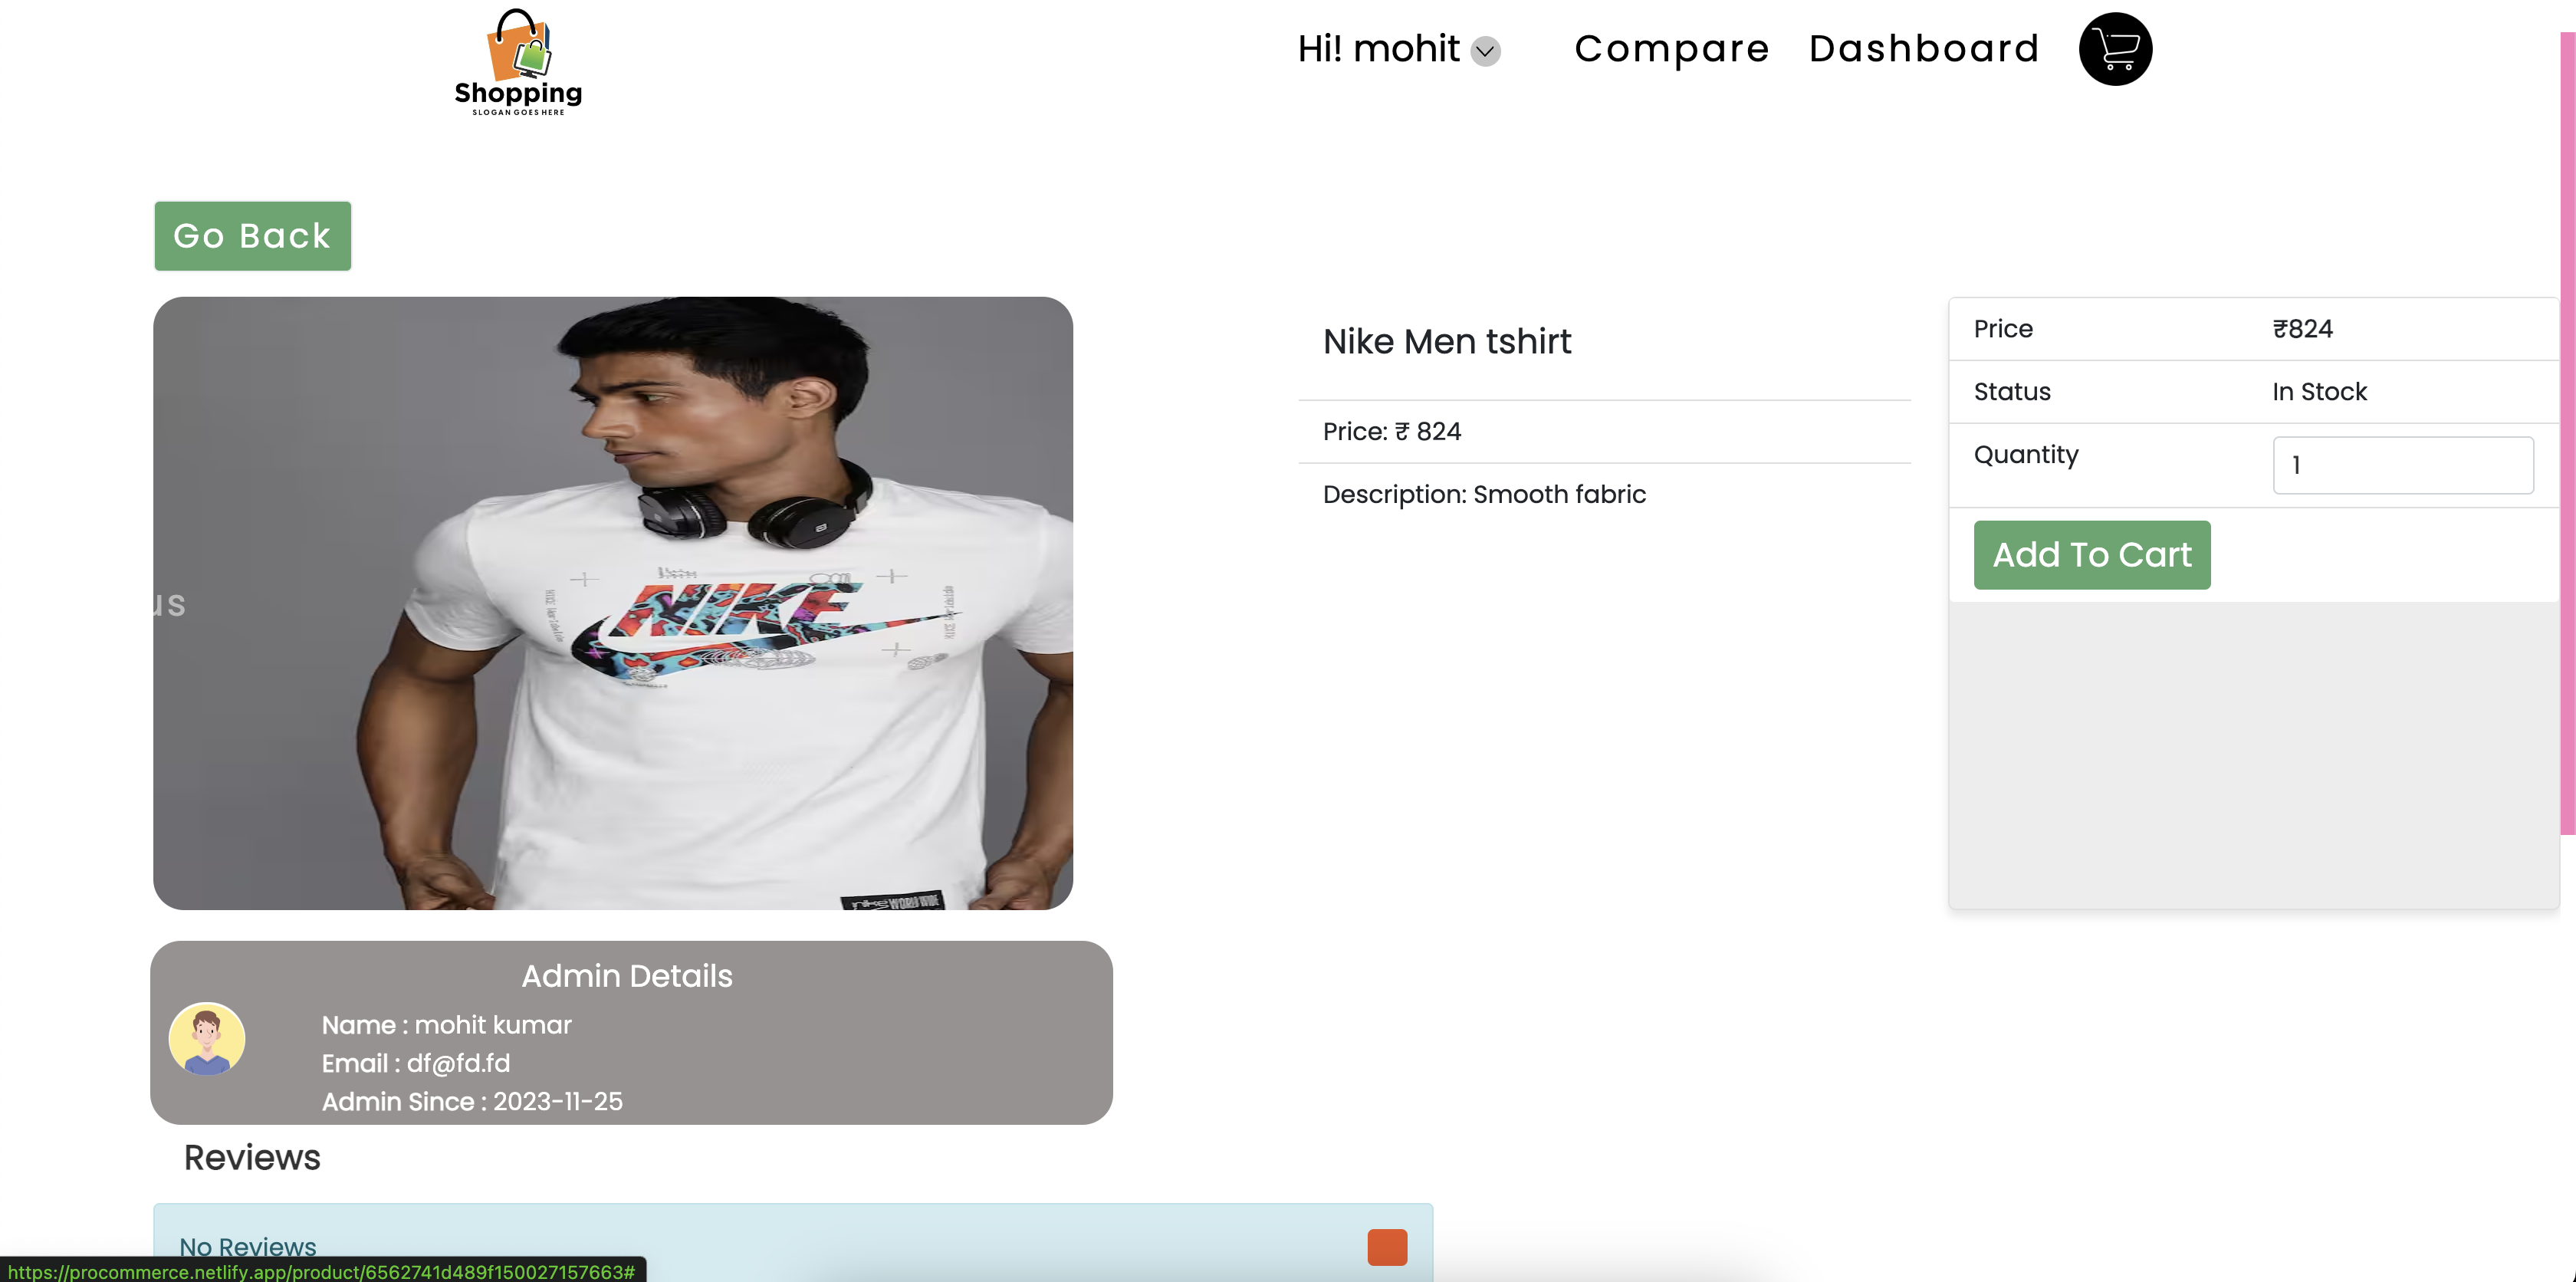 Shopping
SLOGAN GOES HERE
Hi! mohit
Compare
Dashboard
Go Back
us
NIKE
Nike Men tshirt
Price: ₹ 824
Description: Smooth fabric
Price ₹824
Status In Stock
Quantity 1
Add To Cart
Admin Details
Name : mohit kumar
Email : df@fd.fd
Admin Since : 2023-11-25
Reviews
No Reviews
https://procommerce.netlify.app/product/6562741d489f150027157663#